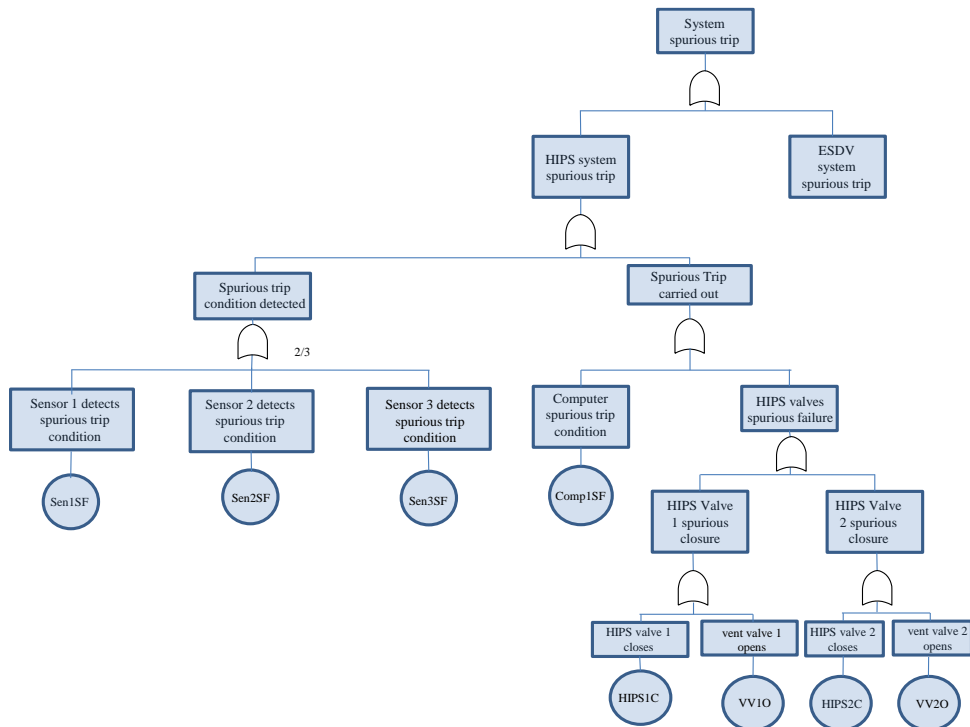 System
spurious trip
HIPS system
spurious trip
ESDV
system
spurious trip
Spurious trip
condition detected
Spurious Trip
carried out
2/3
Sensor 1 detects
spurious trip
condition
Sensor 2 detects
spurious trip
condition
Sensor 3 detects
spurious trip
condition
Computer
spurious trip
condition
HIPS valves
spurious failure
Sen1SF
Sen2SF
Sen3SF
Comp1SF
HIPS Valve
1 spurious
closure
HIPS Valve
2 spurious
closure
HIPS valve 1
closes
vent valve 1
opens
HIPS valve 2
closes
vent valve 2
opens
HIPS1C
VV1O
HIPS2C
VV2O